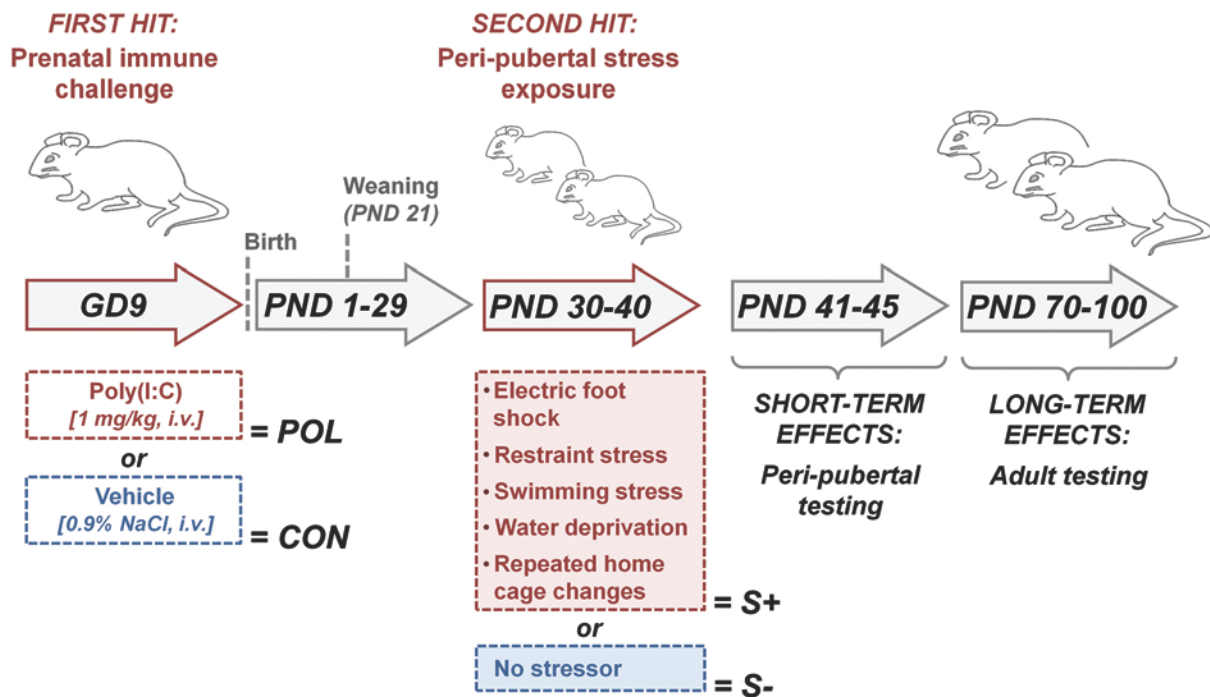 FIRST HIT:
Prenatal immune
challenge
SECOND HIT:
Peri-pubertal stress
exposure
Weaning
(PND 21)
Birth
GD9
PND 1-29
PND 30-40
PND 41-45
PND 70-100
Poly(I:C)
[1 mg/kg, i.v.]
= POL
or
Vehicle
[0.9% NaCl, i.v.]
= CON
• Electric foot
shock
• Restraint stress
• Swimming stress
• Water deprivation
• Repeated home
cage changes
= S+
or
No stressor
= S-
SHORT-TERM
EFFECTS:
Peri-pubertal
testing
LONG-TERM
EFFECTS:
Adult testing